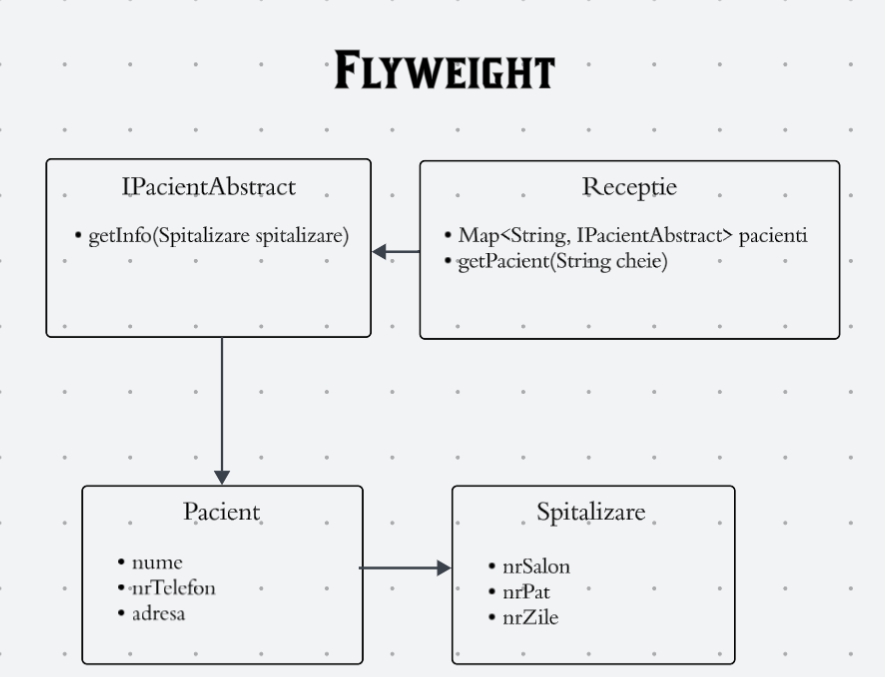 FLYWEIGHT
IPacientAbstract
• getInfo(Spitalizare spitalizare)
Receptie
• Map<String, IPacientAbstract> pacienti
• getPacient(String cheie)
Pacient
• nume
• nrTelefon
• adresa
Spitalizare
• nrSalon
• nrPat
• nrZile